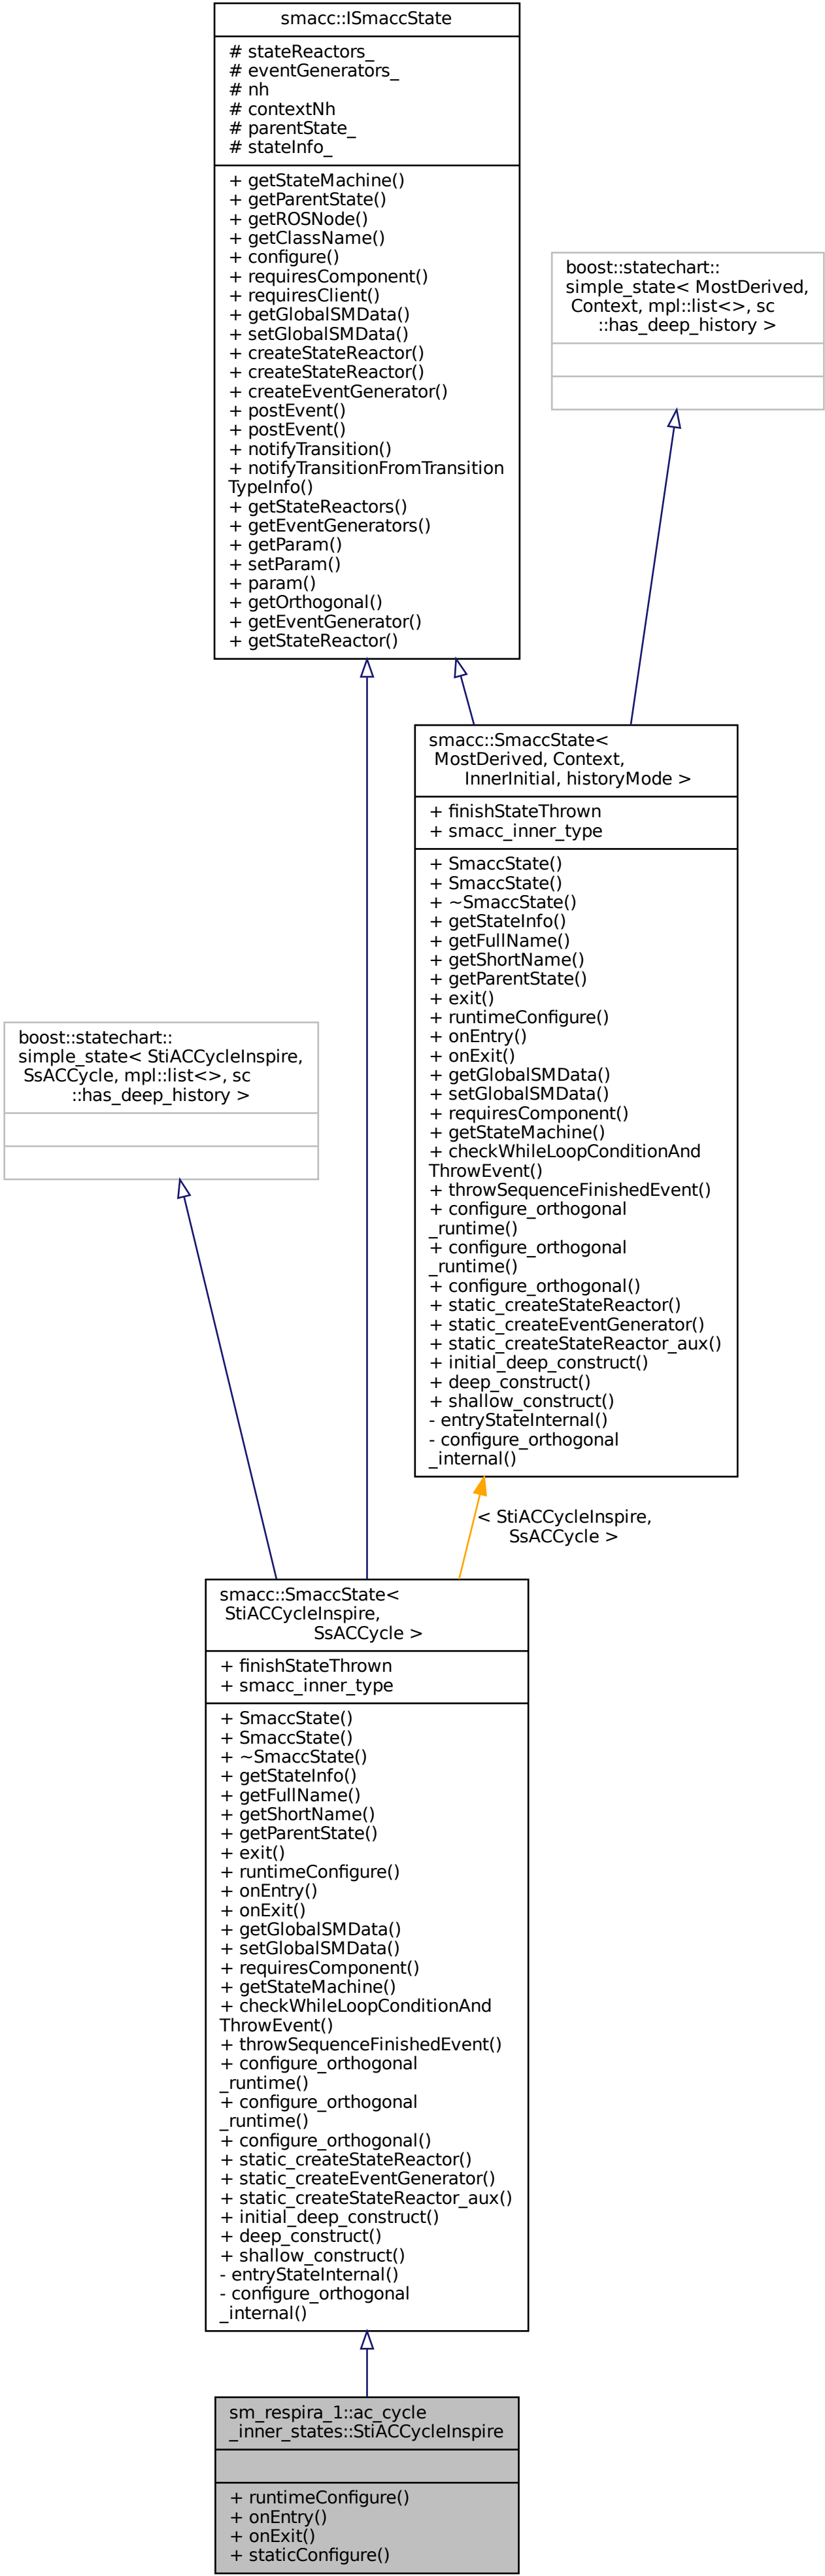 smacc::ISmaccState
# stateReactors_
# eventGenerators_
# nh
# contextNh
# parentState_
# stateInfo_
+ getStateMachine()
+ getParentState()
+ getROSNode()
+ getClassName()
+ configure()
+ requiresComponent()
+ requiresClient()
+ getGlobalSMData()
+ setGlobalSMData()
+ createStateReactor()
+ createStateReactor()
+ createEventGenerator()
+ postEvent()
+ postEvent()
+ notifyTransition()
+ notifyTransitionFromTransition
TypeInfo()
+ getStateReactors()
+ getEventGenerators()
+ getParam()
+ setParam()
+ param()
+ getOrthogonal()
+ getEventGenerator()
+ getStateReactor()
boost::statechart::
simple_state< MostDerived,
Context, mpl::list<>, sc
::has_deep_history >
smacc::SmaccState<
MostDerived, Context,
InnerInitial, historyMode >
+ finishStateThrown
+ smacc_inner_type
+ SmaccState()
+ SmaccState()
+ ~SmaccState()
+ getStateInfo()
+ getFullName()
+ getShortName()
+ getParentState()
+ exit()
+ runtimeConfigure()
+ onEntry()
+ onExit()
+ getGlobalSMData()
+ setGlobalSMData()
+ requiresComponent()
+ getStateMachine()
+ checkWhileLoopConditionAnd
ThrowEvent()
+ throwSequenceFinishedEvent()
+ configure_orthogonal
_runtime()
+ configure_orthogonal
_runtime()
+ configure_orthogonal()
+ static_createStateReactor()
+ static_createEventGenerator()
+ static_createStateReactor_aux()
+ initial_deep_construct()
+ deep_construct()
+ shallow_construct()
- entryStateInternal()
- configure_orthogonal
_internal()
boost::statechart::
simple_state< StiACCycleInspire,
SsACCycle, mpl::list<>, sc
::has_deep_history >
< StiACCycleInspire,
SsACCycle >
smacc::SmaccState<
StiACCycleInspire,
SsACCycle >
+ finishStateThrown
+ smacc_inner_type
+ SmaccState()
+ SmaccState()
+ ~SmaccState()
+ getStateInfo()
+ getFullName()
+ getShortName()
+ getParentState()
+ exit()
+ runtimeConfigure()
+ onEntry()
+ onExit()
+ getGlobalSMData()
+ setGlobalSMData()
+ requiresComponent()
+ getStateMachine()
+ checkWhileLoopConditionAnd
ThrowEvent()
+ throwSequenceFinishedEvent()
+ configure_orthogonal
_runtime()
+ configure_orthogonal
_runtime()
+ configure_orthogonal()
+ static_createStateReactor()
+ static_createEventGenerator()
+ static_createStateReactor_aux()
+ initial_deep_construct()
+ deep_construct()
+ shallow_construct()
- entryStateInternal()
- configure_orthogonal
_internal()
sm_respira_1::ac_cycle
_inner_states::StiACCycleInspire
+ runtimeConfigure()
+ onEntry()
+ onExit()
+ staticConfigure()